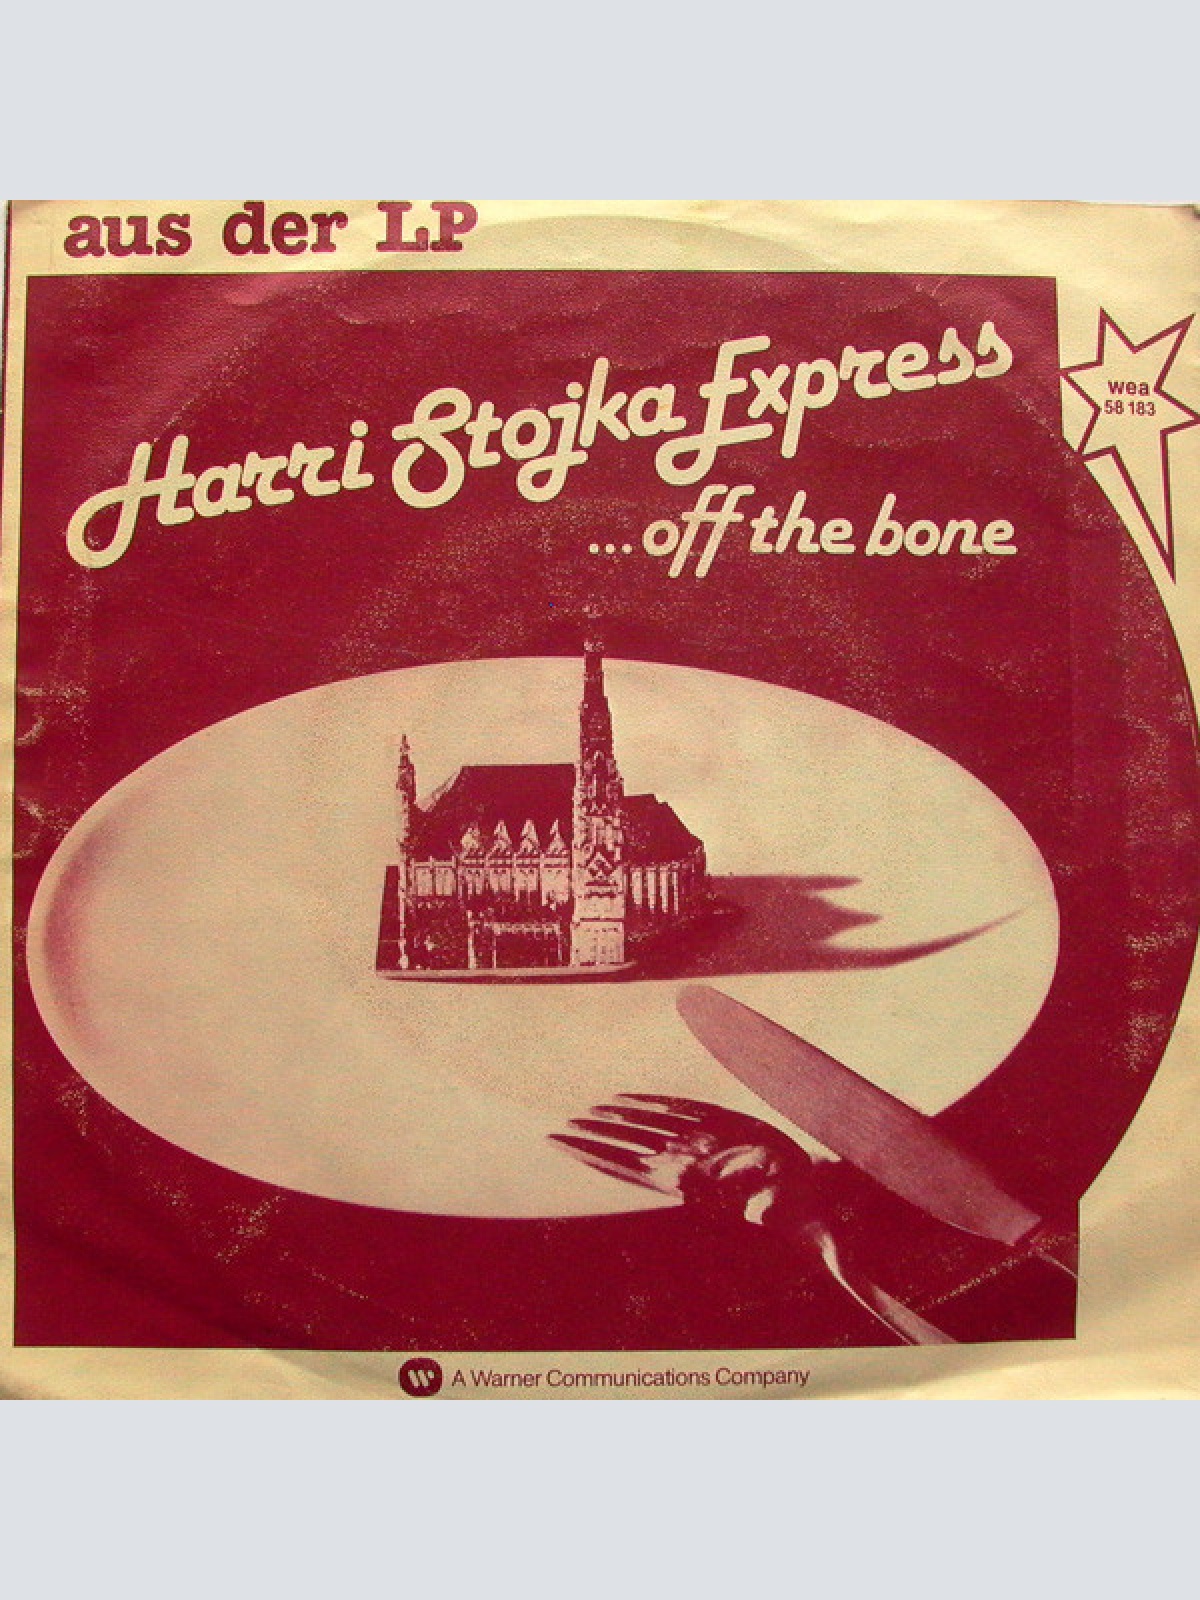 aus der LP
Harri Stojka Express
...off the bone
wea
58 183
A Warner Communications Company